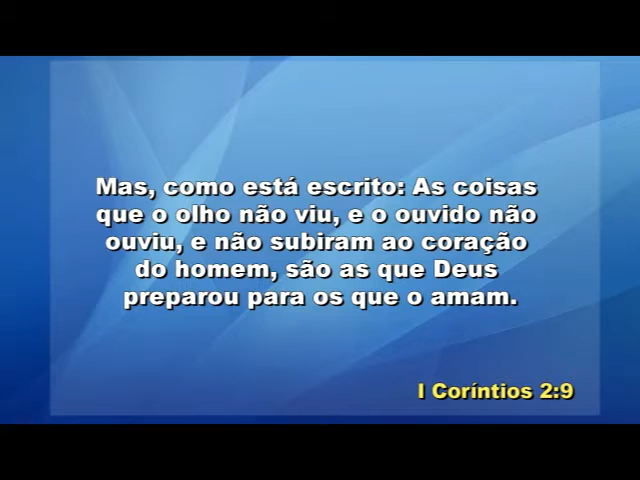 Mas, como está escrito: As coisas
que o olho não viu, e o ouvido não
ouviu, e não subiram ao coração
do homem, são as que Deus
preparou para os que o amam.
I Coríntios 2:9